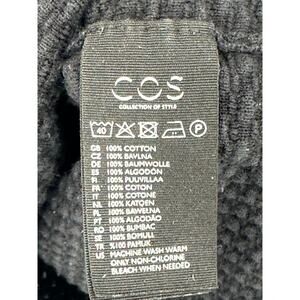 COS
COLLECTION OF STYLE
40 P
GB 100% COTTON
CZ 100% BAVLNA
DE 100% BAUMWOLLE
ES 100% ALGODÓN
FI 100% PUUVILLAA
FR 100% COTON
IT 100% COTONE
NL 100% KATOEN
PL 100% BAWEŁNA
PT 100% ALGODÃO
RO 100% BUMBAC
SE 100% BOMULL
TR %100 PAMUK
US MACHINE WASH WARM
ONLY NON-CHLORINE
BLEACH WHEN NEEDED